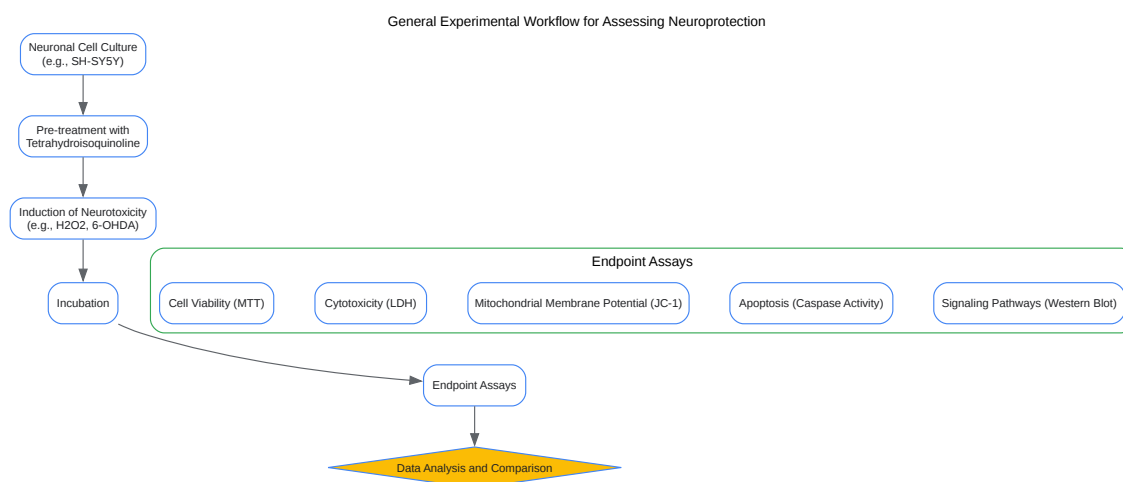 General Experimental Workflow for Assessing Neuroprotection
Neuronal Cell Culture
(e.g., SH-SY5Y)
Pre-treatment with
Tetrahydroisoquinoline
Induction of Neurotoxicity
(e.g., H2O2, 6-OHDA)
Endpoint Assays
Incubation
Cell Viability (MTT)
Cytotoxicity (LDH)
Mitochondrial Membrane Potential (JC-1)
Apoptosis (Caspase Activity)
Signaling Pathways (Western Blot)
Endpoint Assays
Data Analysis and Comparison